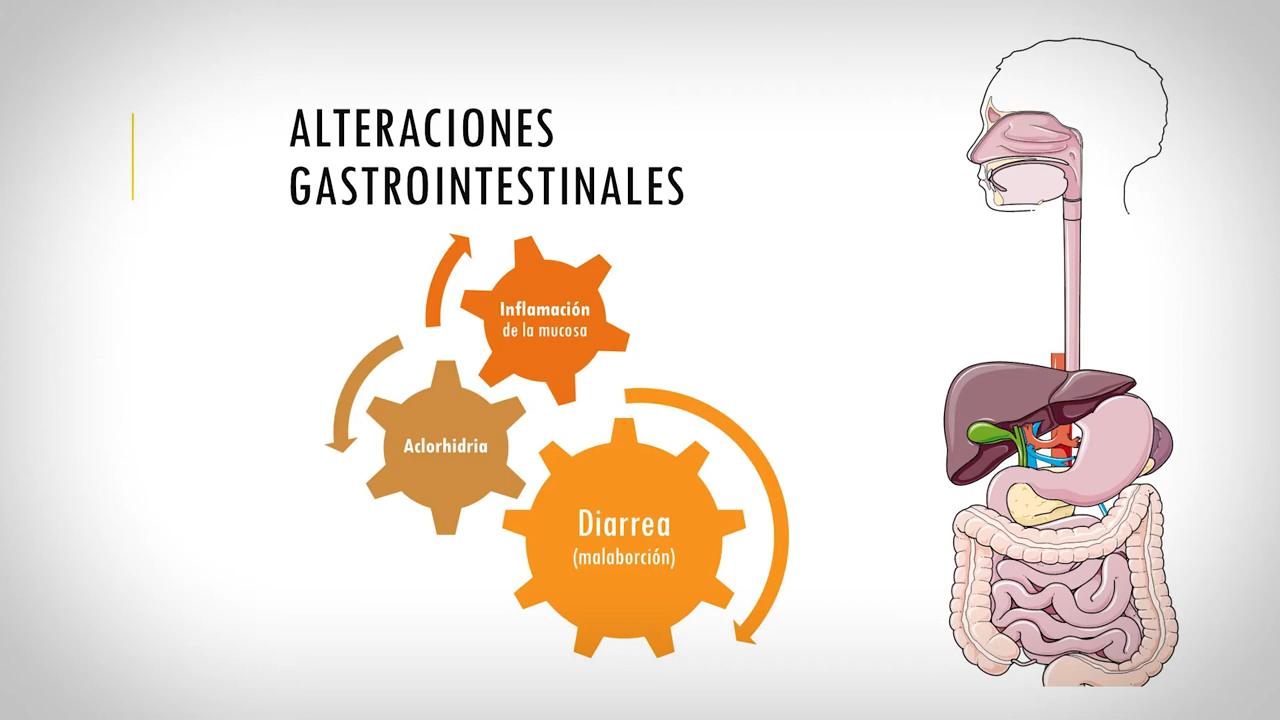 ALTERACIONES
GASTROINTESTINALES
Inflamación
de la mucosa
Aclorhidria
Diarrea
(malaborción)